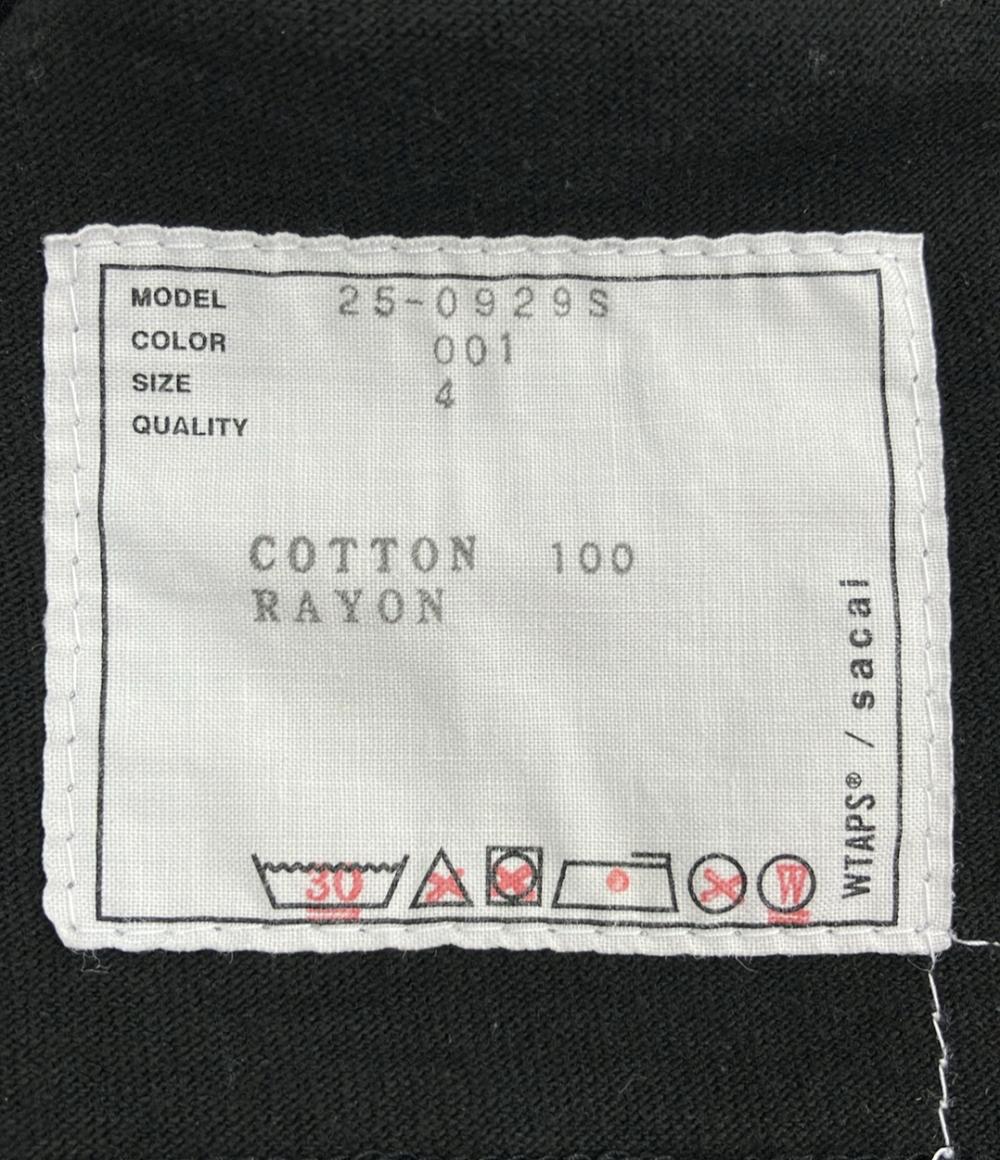 MODEL 25-0929S
COLOR 001
SIZE 4
QUALITY
COTTON 100
RAYON
30
W
WTAPS® / sacai